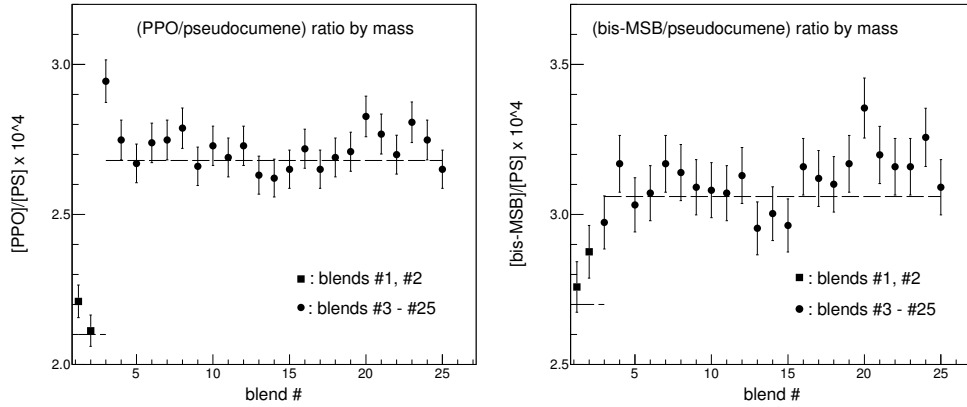 (PPO/pseudocumene) ratio by mass
[PPO]/[PS] x 10^4
3.0
2.5
2.0
■ : blends #1, #2
● : blends #3 - #25
5 10 15 20 25
blend #
(bis-MSB/pseudocumene) ratio by mass
[bis-MSB]/[PS] x 10^4
3.5
3.0
2.5
■ : blends #1, #2
● : blends #3 - #25
5 10 15 20 25
blend #